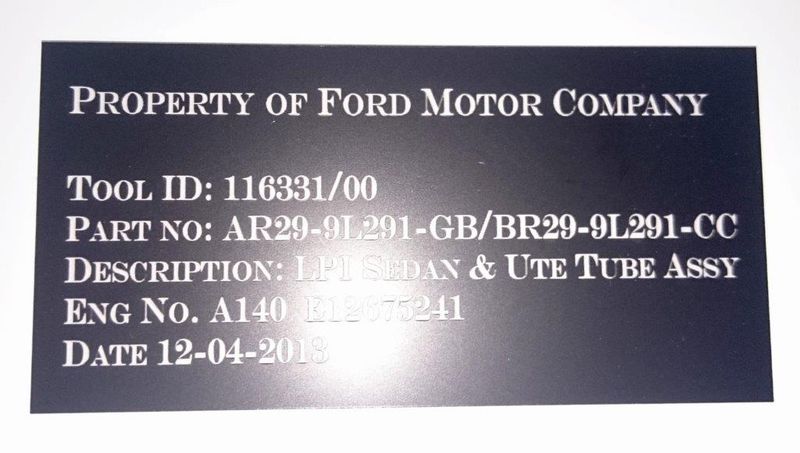 PROPERTY OF FORD MOTOR COMPANY
TOOL ID: 116331/00
PART NO: AR29-9L291-GB/BR29-9L291-CC
DESCRIPTION: LPI SEDAN & UTE TUBE ASSY
ENG NO. A140 E12675241
DATE 12-04-2013